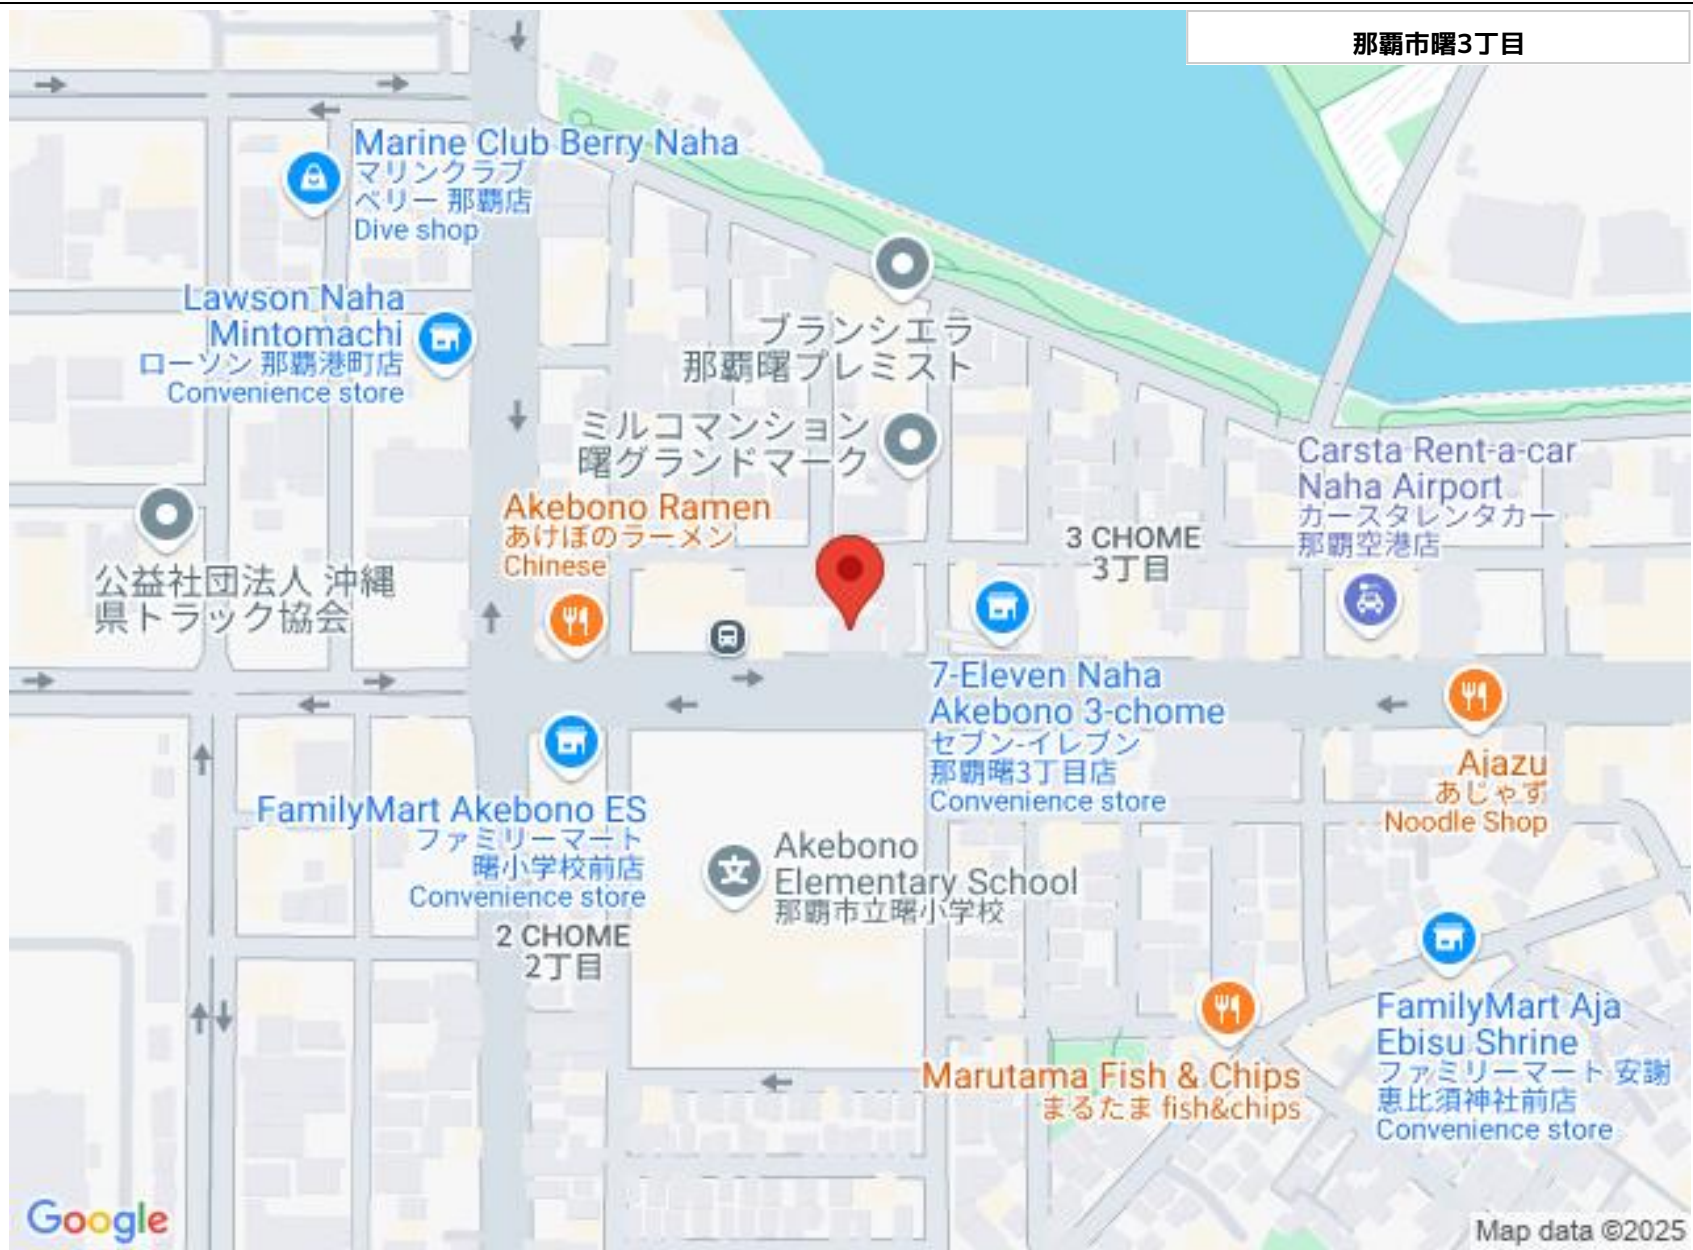 那覇市曙3丁目
Marine Club Berry Naha
マリンクラブ
ベリー 那覇店
Dive shop
Lawson Naha
Mintomachi
ローソン 那覇港町店
Convenience store
ブランシエラ
那覇曙プレミスト
ミルコマンション
曙グランドマーク
Akebono Ramen
あけぼのラーメン
Chinese
Carsta Rent-a-car
Naha Airport
カースタレンタカー
那覇空港店
3 CHOME
3丁目
公益社団法人 沖縄
県トラック協会
7-Eleven Naha
Akebono 3-chome
セブン-イレブン
那覇曙3丁目店
Convenience store
Ajazu
あじゃず
Noodle Shop
FamilyMart Akebono ES
ファミリーマート
曙小学校前店
Convenience store
文
Akebono
Elementary School
那覇市立曙小学校
2 CHOME
2丁目
FamilyMart Aja
Ebisu Shrine
ファミリーマート 安謝
恵比須神社前店
Convenience store
Marutama Fish & Chips
まるたま fish&chips
Google
Map data ©2025